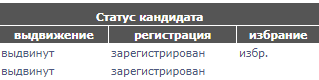 Статус кандидата
выдвижение регистрация избрание
выдвинут зарегистрирован избр.
выдвинут зарегистрирован